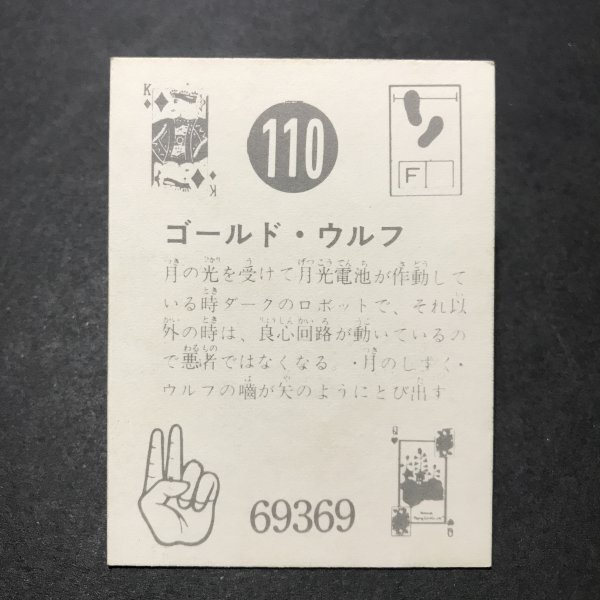 K
110
F
ゴールド・ウルフ
月の光を受けて月光電池が作動して
いる時ダークのロボットで、それ以
外の時は、良心回路が動いているの
で悪者ではなくなる。・月のしずく・
ウルフの嚙が矢のようにとび出す
K
69369